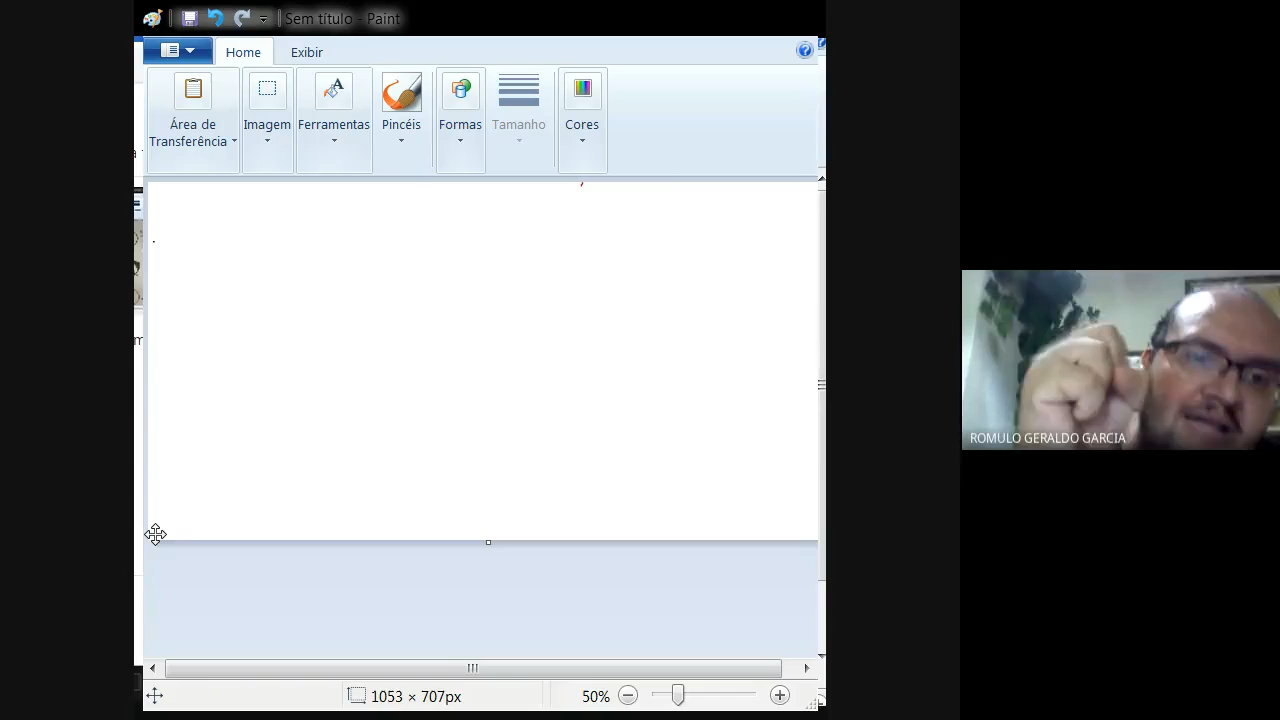 Sem título - Paint
Home
Exibir
Área de
Transferência
Imagem
Ferramentas
Pincéis
Formas
Tamanho
Cores
ROMULO GERALDO GARCIA
1053 × 707px
50%